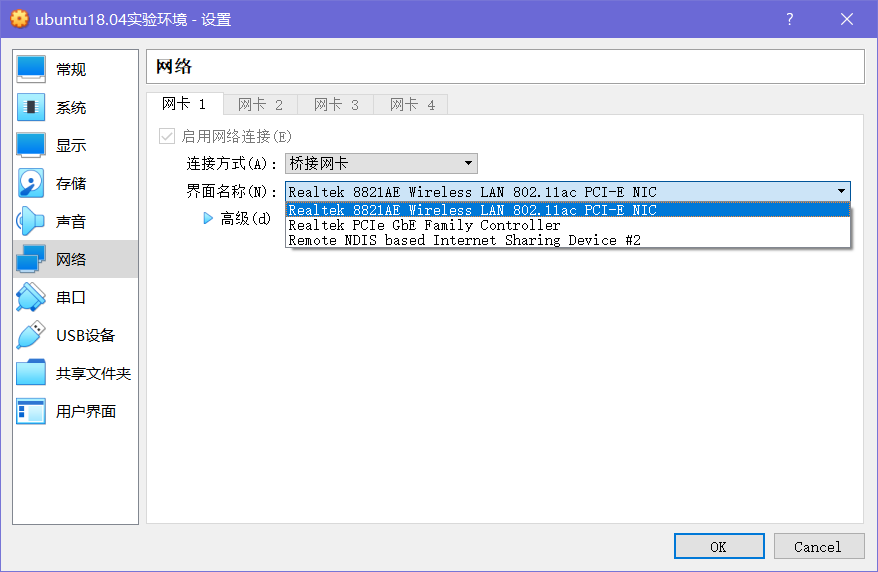 ubuntu18.04实验环境 - 设置
?
常规
系统
显示
存储
声音
网络
串口
USB设备
共享文件夹
用户界面
网络
网卡 1
网卡 2
网卡 3
网卡 4
启用网络连接(E)
连接方式(A):
桥接网卡
界面名称(N):
Realtek 8821AE Wireless LAN 802.11ac PCI-E NIC
Realtek 8821AE Wireless LAN 802.11ac PCI-E NIC
Realtek PCIe GbE Family Controller
Remote NDIS based Internet Sharing Device #2
高级(d)
OK
Cancel